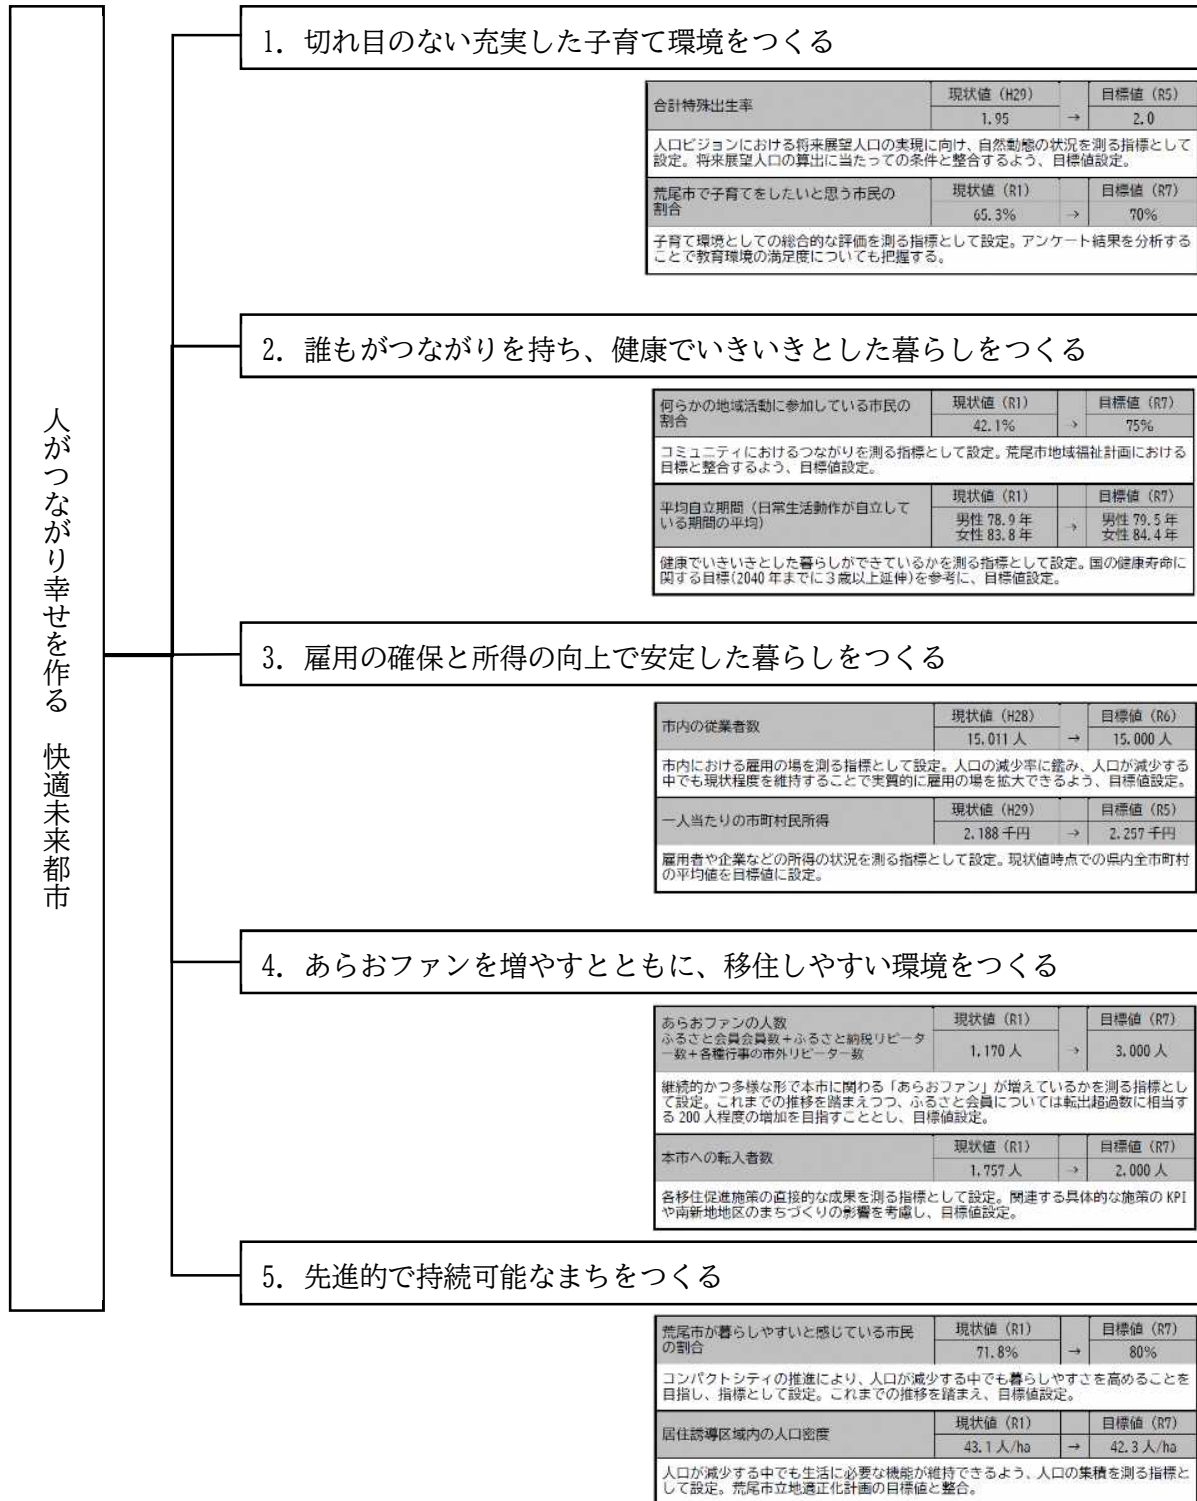 人がつながり幸せを作る　快適未来都市
1. 切れ目のない充実した子育て環境をつくる
合計特殊出生率
現状値（H29）
目標値（R5）
1.95
→
2.0
人口ビジョンにおける将来展望人口の実現に向け、自然動態の状況を測る指標として
設定。将来展望人口の算出に当たっての条件と整合するよう、目標値設定。
荒尾市で子育てをしたいと思う市民の
割合
現状値（R1）
目標値（R7）
65.3%
→
70%
子育て環境としての総合的な評価を測る指標として設定。アンケート結果を分析する
ことで教育環境の満足度についても把握する。
2. 誰もがつながりを持ち、健康でいきいきとした暮らしをつくる
何らかの地域活動に参加している市民の
割合
現状値（R1）
目標値（R7）
42.1%
→
75%
コミュニティにおけるつながりを測る指標として設定。荒尾市地域福祉計画における
目標と整合するよう、目標値設定。
平均自立期間（日常生活動作が自立して
いる期間の平均）
現状値（R1）
目標値（R7）
男性 78.9 年
女性 83.8 年
→
男性 79.5 年
女性 84.4 年
健康でいきいきとした暮らしができているかを測る指標として設定。国の健康寿命に
関する目標(2040 年までに３歳以上延伸)を参考に、目標値設定。
3. 雇用の確保と所得の向上で安定した暮らしをつくる
市内の従業者数
現状値（H28）
目標値（R6）
15,011 人
→
15,000 人
市内における雇用の場を測る指標として設定。人口の減少率に鑑み、人口が減少する
中でも現状程度を維持することで実質的に雇用の場を拡大できるよう、目標値設定。
一人当たりの市町村民所得
現状値（H29）
目標値（R5）
2,188 千円
→
2,257 千円
雇用者や企業などの所得の状況を測る指標として設定。現状値時点での県内全市町村
の平均値を目標値に設定。
4. あらおファンを増やすとともに、移住しやすい環境をつくる
あらおファンの人数
ふるさと会員会員数＋ふるさと納税リピータ
ー数＋各種行事の市外リピーター数
現状値（R1）
目標値（R7）
1,170 人
→
3,000 人
継続的かつ多様な形で本市に関わる「あらおファン」が増えているかを測る指標とし
て設定。これまでの推移を踏まえつつ、ふるさと会員については転出超過数に相当す
る 200 人程度の増加を目指すこととし、目標値設定。
本市への転入者数
現状値（R1）
目標値（R7）
1,757 人
→
2,000 人
各移住促進施策の直接的な成果を測る指標として設定。関連する具体的な施策の KPI
や南新地地区のまちづくりの影響を考慮し、目標値設定。
5. 先進的で持続可能なまちをつくる
荒尾市が暮らしやすいと感じている市民
の割合
現状値（R1）
目標値（R7）
71.8%
→
80%
コンパクトシティの推進により、人口が減少する中でも暮らしやすさを高めることを
目指し、指標として設定。これまでの推移を踏まえ、目標値設定。
居住誘導区域内の人口密度
現状値（R1）
目標値（R7）
43.1 人/ha
→
42.3 人/ha
人口が減少する中でも生活に必要な機能が維持できるよう、人口の集積を測る指標と
して設定。荒尾市立地適正化計画の目標値と整合。